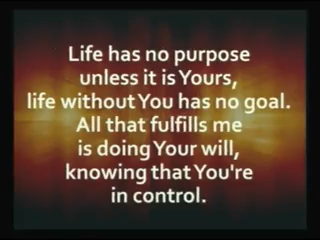 Life has no purpose
unless it is Yours,
life without You has no goal.
All that fulfills me
is doing Your will,
knowing that You're
in control.